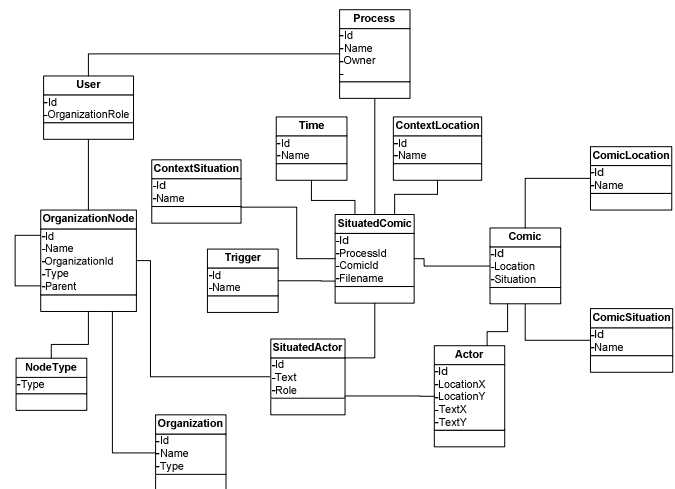 Process
-Id
-Name
-Owner
-
User
-Id
-OrganizationRole
Time
-Id
-Name
ContextLocation
-Id
-Name
ContextSituation
-Id
-Name
ComicLocation
-Id
-Name
OrganizationNode
-Id
-Name
-OrganizationId
-Type
-Parent
SituatedComic
-Id
-ProcessId
-ComicId
-Filename
Comic
-Id
-Location
-Situation
Trigger
-Id
-Name
ComicSituation
-Id
-Name
SituatedActor
-Id
-Text
-Role
Actor
-Id
-LocationX
-LocationY
-TextX
-TextY
NodeType
-Type
Organization
-Id
-Name
-Type